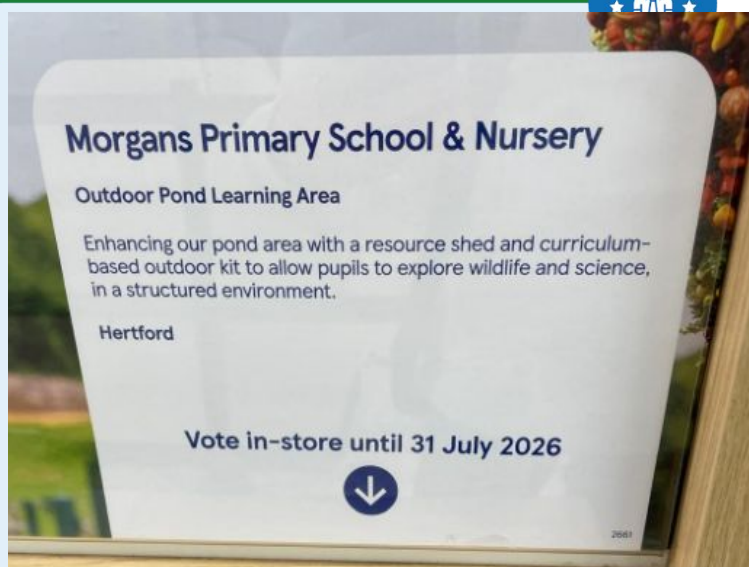 Morgans Primary School & Nursery
Outdoor Pond Learning Area
Enhancing our pond area with a resource shed and curriculum-
based outdoor kit to allow pupils to explore wildlife and science,
in a structured environment.
Hertford
Vote in-store until 31 July 2026
2661